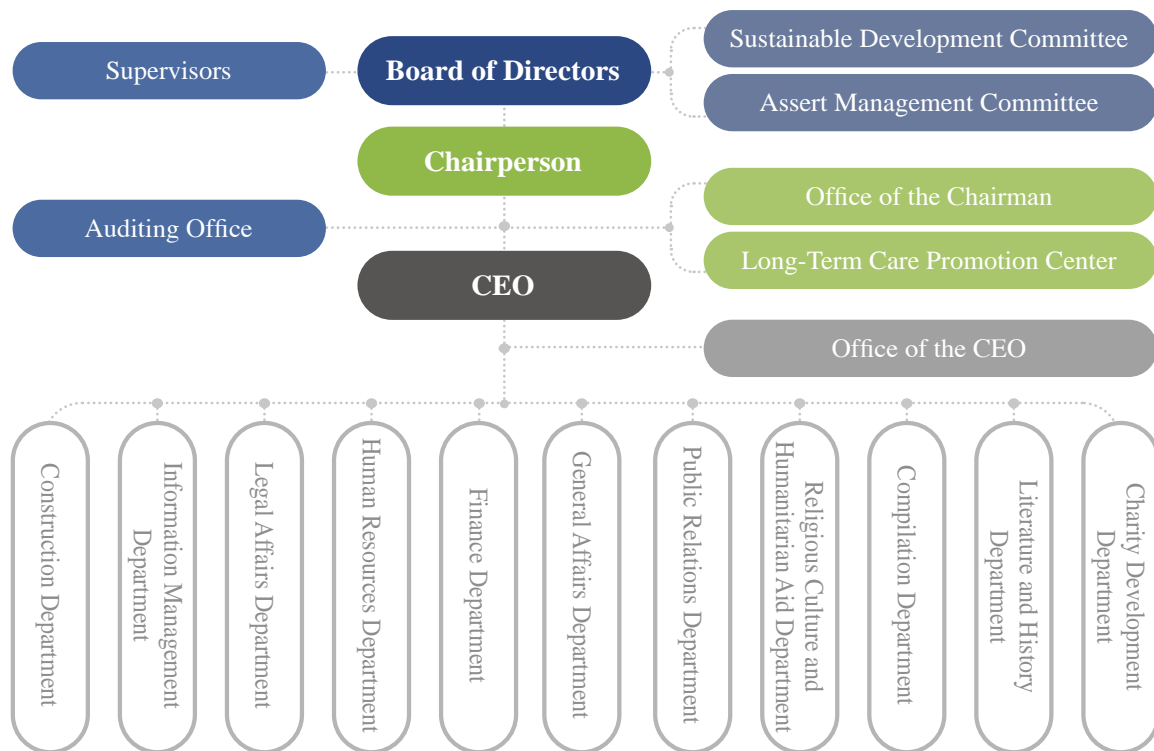 Supervisors
Board of Directors
Sustainable Development Committee
Assert Management Committee
Chairperson
Office of the Chairman
Auditing Office
Long-Term Care Promotion Center
CEO
Office of the CEO
Construction Department
Information Management
Department
Legal Affairs Department
Human Resources Department
Finance Department
General Affairs Department
Public Relations Department
Religious Culture and
Humanitarian Aid Department
Compilation Department
Literature and History
Department
Charity Development
Department